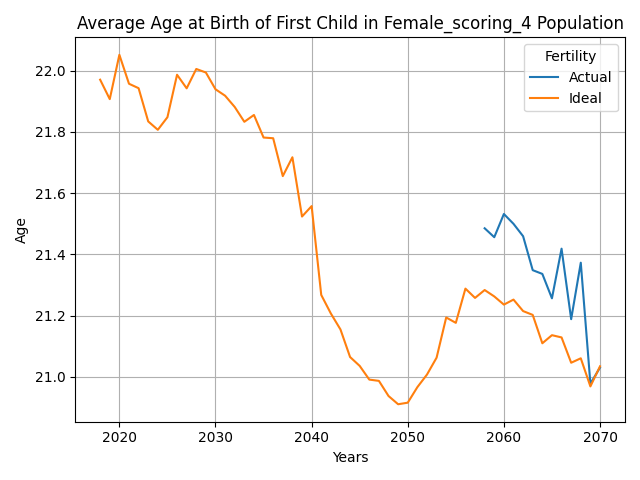 Average Age at Birth of First Child in Female_scoring_4 Population
Fertility
Actual
Ideal
22.0
21.8
21.6
21.4
21.2
21.0
Age
2020 2030 2040 2050 2060 2070
Years